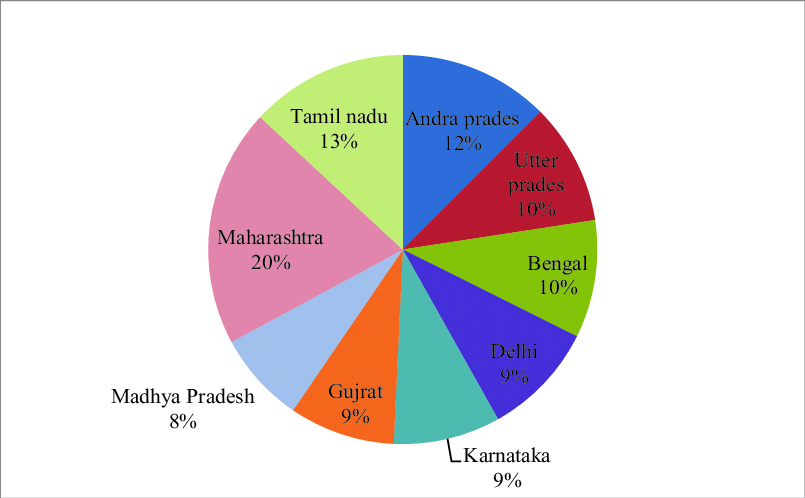 Tamil nadu
13%
Andra prades
12%
Utter
prades
10%
Maharashtra
20%
Bengal
10%
Delhi
9%
Gujrat
9%
Madhya Pradesh
8%
Karnataka
9%